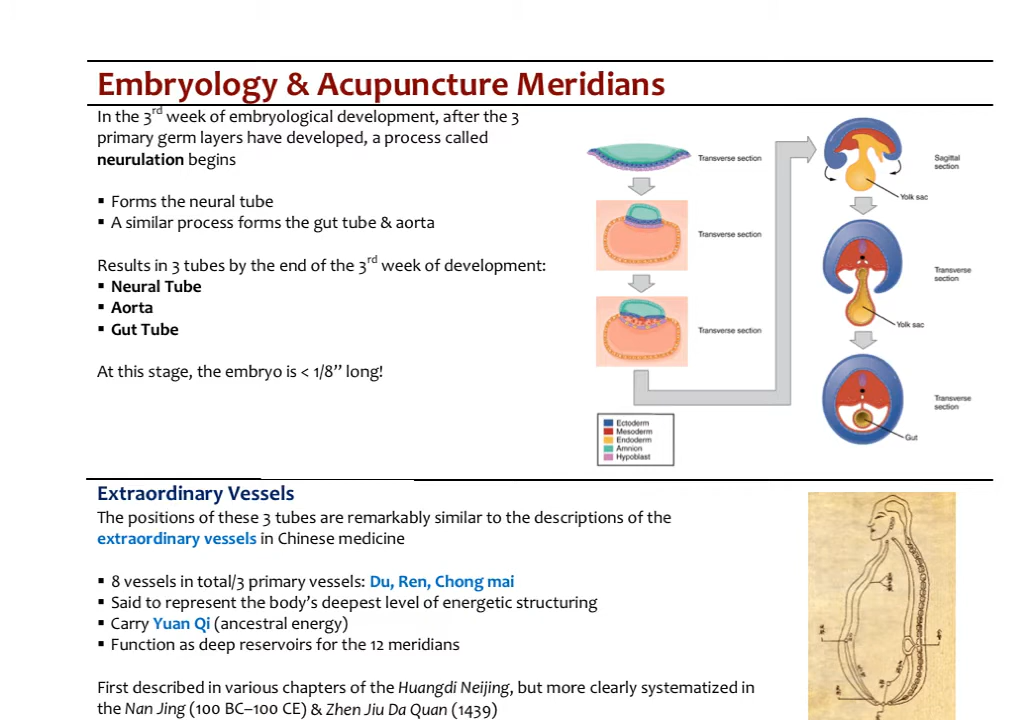 Embryology & Acupuncture Meridians
In the 3rd week of embryological development, after the 3
primary germ layers have developed, a process called
neurulation begins
▪ Forms the neural tube
▪ A similar process forms the gut tube & aorta
Results in 3 tubes by the end of the 3rd week of development:
▪ Neural Tube
▪ Aorta
▪ Gut Tube
At this stage, the embryo is < 1/8” long!
Transverse section
Transverse section
Transverse section
Ectoderm
Mesoderm
Endoderm
Amnion
Hypoblast
Sagittal
section
Yolk sac
Transverse
section
Yolk sac
Transverse
section
Gut
Extraordinary Vessels
The positions of these 3 tubes are remarkably similar to the descriptions of the
extraordinary vessels in Chinese medicine
▪ 8 vessels in total/3 primary vessels: Du, Ren, Chong mai
▪ Said to represent the body’s deepest level of energetic structuring
▪ Carry Yuan Qi (ancestral energy)
▪ Function as deep reservoirs for the 12 meridians
First described in various chapters of the Huangdi Neijing, but more clearly systematized in
the Nan Jing (100 BC–100 CE) & Zhen Jiu Da Quan (1439)